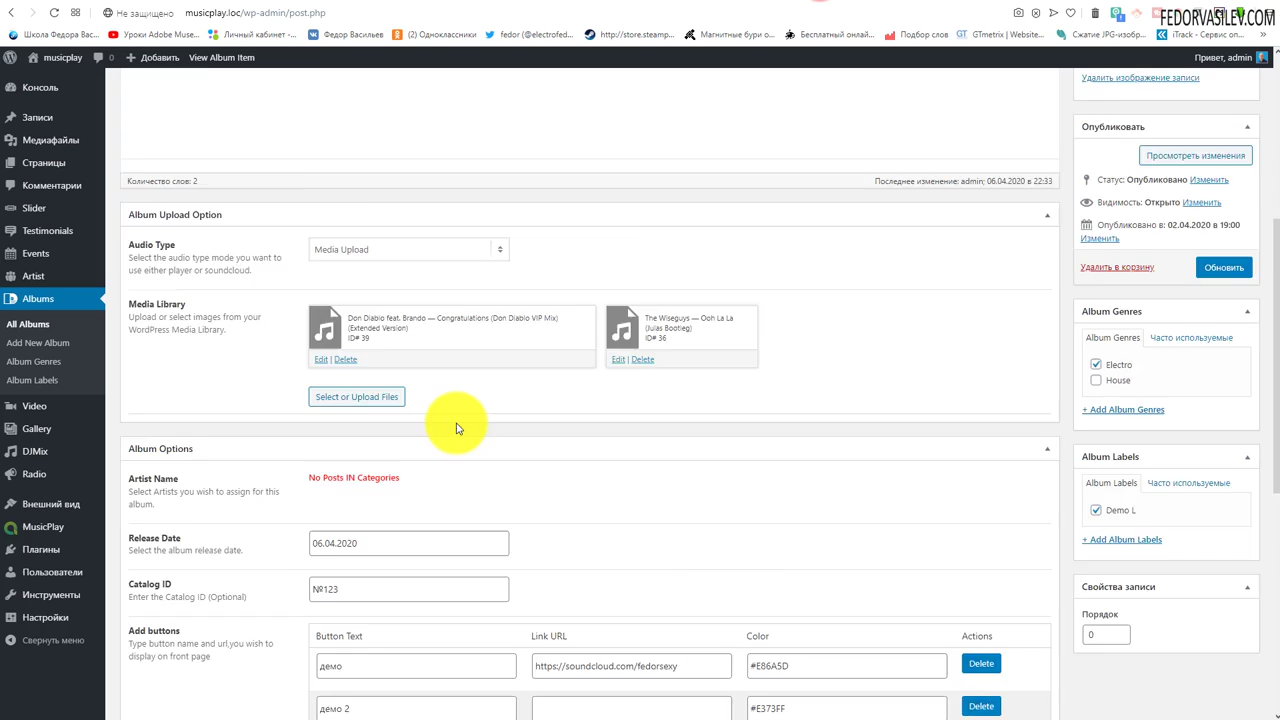 Не защищено musicplay.loc/wp-admin/post.php
FEDORVASILEV.COM
Школа Федора Вас... Уроки Adobe Muse... Личный кабинет -... Федор Васильев (2) Одноклассники fedor (@electrofed... http://store.steamp... Магнитные бури о... Бесплатный онлай... Подбор слов GTmetrix | Website... Сжатие JPG-изобр... iTrack - Сервис оп...
musicplay 0 Добавить View Album Item Привет, admin
Консоль
Записи
Медиафайлы
Страницы
Комментарии
Slider
Testimonials
Events
Artist
Albums
All Albums
Add New Album
Album Genres
Album Labels
Video
Gallery
DJMix
Radio
Внешний вид
MusicPlay
Плагины
Пользователи
Инструменты
Настройки
Свернуть меню
Количество слов: 2 Последнее изменение: admin; 06.04.2020 в 22:33
Album Upload Option
Audio Type
Select the audio type mode you want to
use either player or soundcloud.
Media Upload
Media Library
Upload or select images from your
WordPress Media Library.
Don Diablo feat. Brando — Congratulations (Don Diablo VIP Mix)
(Extended Version)
ID# 39
Edit | Delete
The Wiseguys — Ooh La La
(Julas Bootleg)
ID# 36
Edit | Delete
Select or Upload Files
Album Options
Artist Name
Select Artists you wish to assign for this
album.
No Posts IN Categories
Release Date
Select the album release date.
06.04.2020
Catalog ID
Enter the Catalog ID (Optional)
№123
Add buttons
Type button name and url,you wish to
display on front page
Button Text Link URL Color Actions
демо https://soundcloud.com/fedorsexy #E86A5D Delete
демо 2 #E373FF Delete
Удалить изображение записи
Опубликовать
Просмотреть изменения
Статус: Опубликовано Изменить
Видимость: Открыто Изменить
Опубликовано в: 02.04.2020 в 19:00
Изменить
Удалить в корзину Обновить
Album Genres
Album Genres Часто используемые
Electro
House
+ Add Album Genres
Album Labels
Album Labels Часто используемые
Demo L
+ Add Album Labels
Свойства записи
Порядок
0